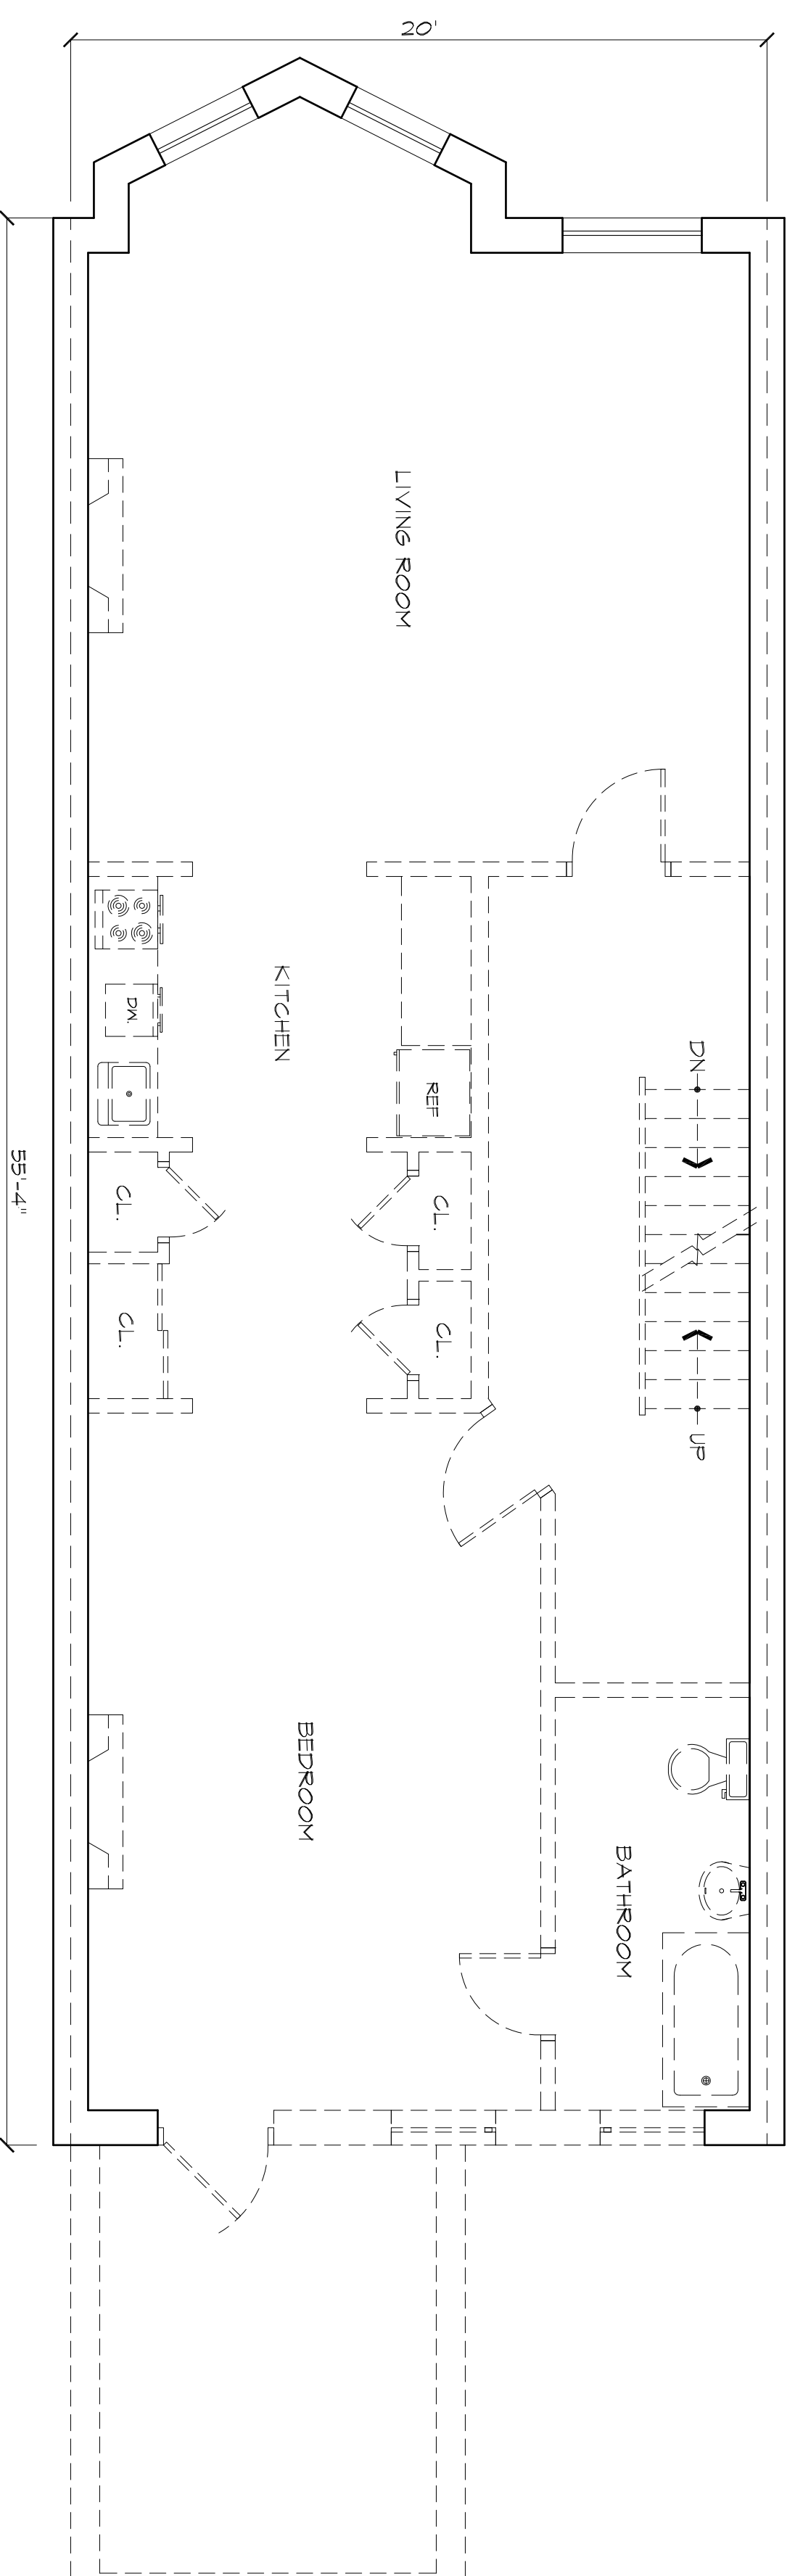 20'
LIVING ROOM
KITCHEN
DW.
REF
DN
CL.
CL.
CL.
CL.
UP
55'-4"
BEDROOM
BATHROOM